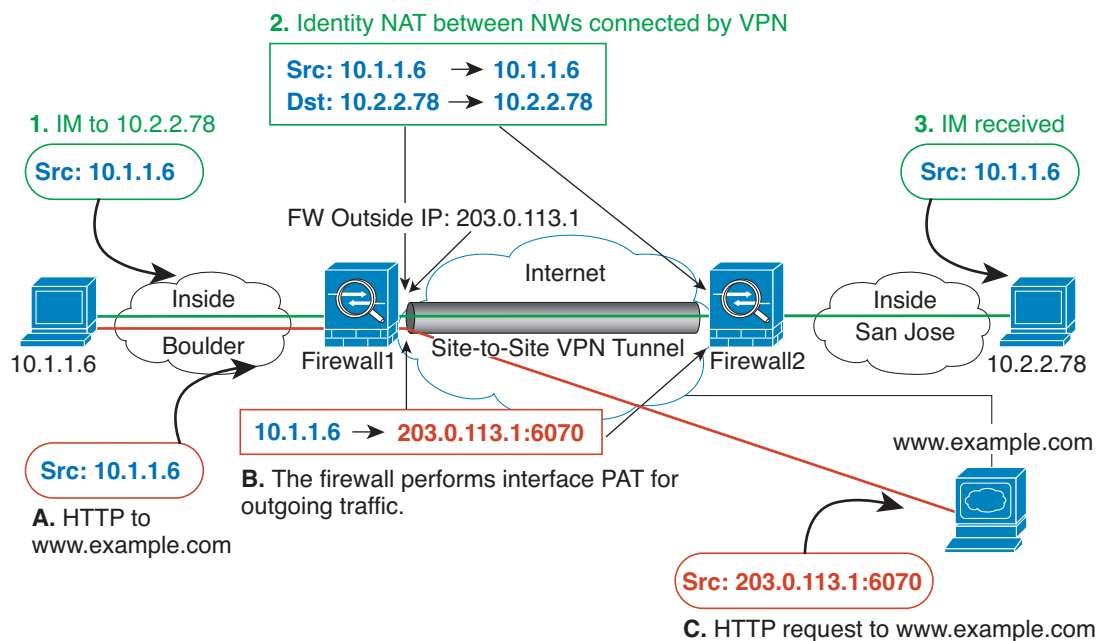 2. Identity NAT between NWs connected by VPN
Src: 10.1.1.6 → 10.1.1.6
Dst: 10.2.2.78 → 10.2.2.78
1. IM to 10.2.2.78
Src: 10.1.1.6
3. IM received
Src: 10.1.1.6
FW Outside IP: 203.0.113.1
Internet
Inside
Boulder
Inside
San Jose
10.1.1.6
Firewall1
Site-to-Site VPN Tunnel
Firewall2
10.2.2.78
10.1.1.6 → 203.0.113.1:6070
B. The firewall performs interface PAT for
outgoing traffic.
Src: 10.1.1.6
A. HTTP to
www.example.com
www.example.com
Src: 203.0.113.1:6070
C. HTTP request to www.example.com